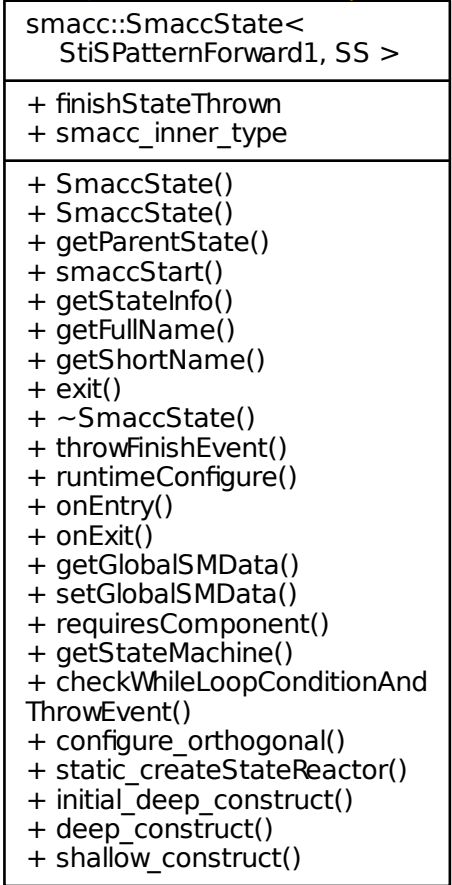 smacc::SmaccState<
StiSPatternForward1, SS >
+ finishStateThrown
+ smacc_inner_type
+ SmaccState()
+ SmaccState()
+ getParentState()
+ smaccStart()
+ getStateInfo()
+ getFullName()
+ getShortName()
+ exit()
+ ~SmaccState()
+ throwFinishEvent()
+ runtimeConfigure()
+ onEntry()
+ onExit()
+ getGlobalSMData()
+ setGlobalSMData()
+ requiresComponent()
+ getStateMachine()
+ checkWhileLoopConditionAnd
ThrowEvent()
+ configure_orthogonal()
+ static_createStateReactor()
+ initial_deep_construct()
+ deep_construct()
+ shallow_construct()